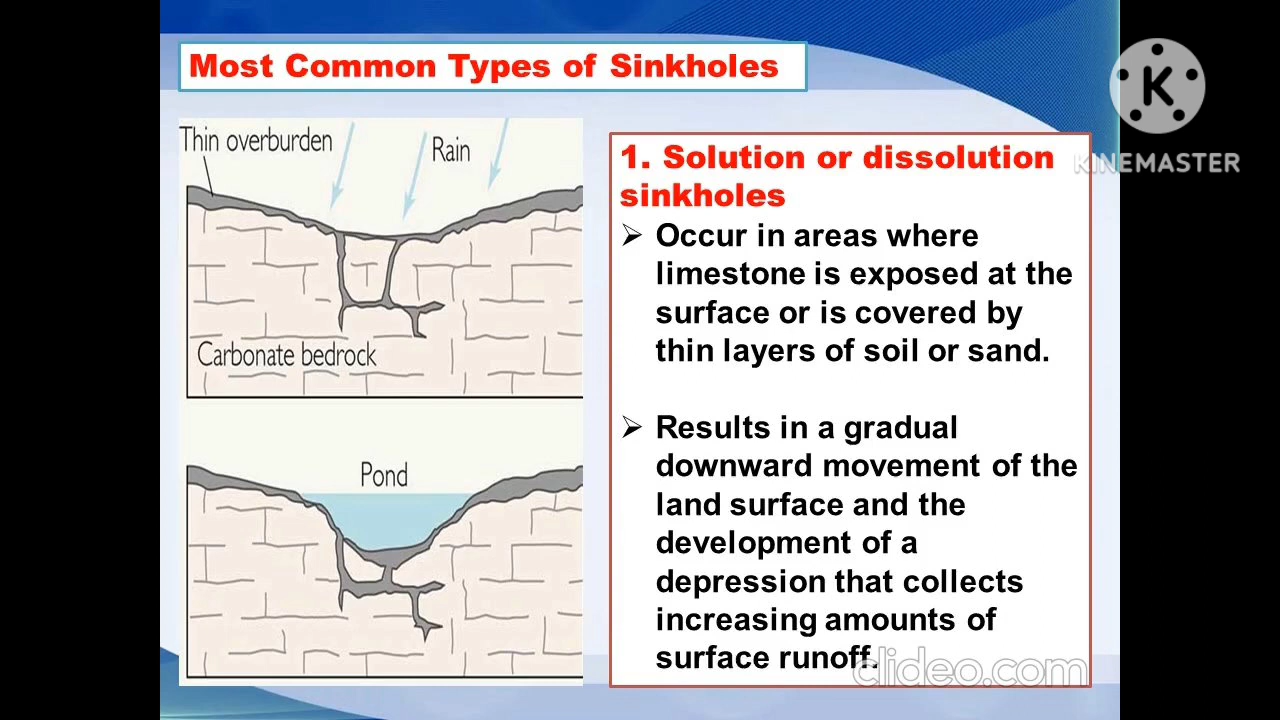 Most Common Types of Sinkholes
Thin overburden
Rain
Carbonate bedrock
Pond
1. Solution or dissolution
sinkholes
➢ Occur in areas where
limestone is exposed at the
surface or is covered by
thin layers of soil or sand.
➢ Results in a gradual
downward movement of the
land surface and the
development of a
depression that collects
increasing amounts of
surface runoff.
K
KINEMASTER
clideo.com